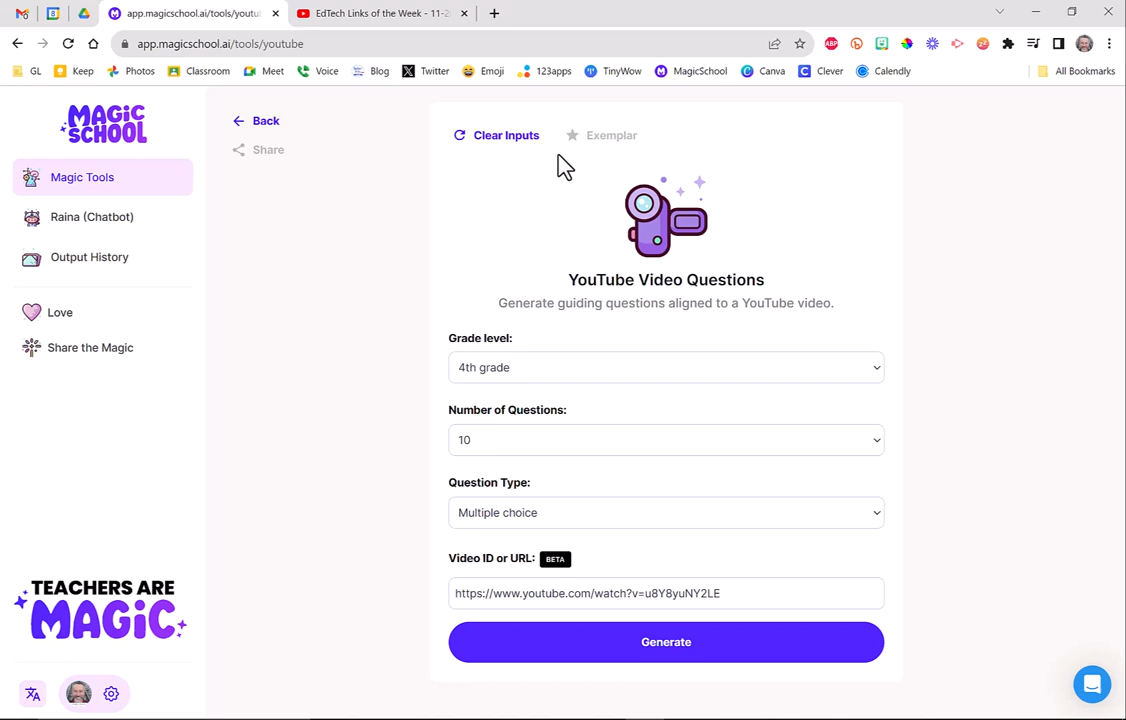 app.magicschool.ai/tools/youtu
EdTech Links of the Week - 11-2
app.magicschool.ai/tools/youtube
GL
Keep
Photos
Classroom
Meet
Voice
Blog
Twitter
Emoji
123apps
TinyWow
MagicSchool
Canva
Clever
Calendly
All Bookmarks
MAGIC
SCHOOL
Magic Tools
Raina (Chatbot)
Output History
Love
Share the Magic
TEACHERS ARE
MAGIC
Back
Share
Clear Inputs
Exemplar
YouTube Video Questions
Generate guiding questions aligned to a YouTube video.
Grade level:
4th grade
Number of Questions:
10
Question Type:
Multiple choice
Video ID or URL: BETA
https://www.youtube.com/watch?v=u8Y8yuNY2LE
Generate